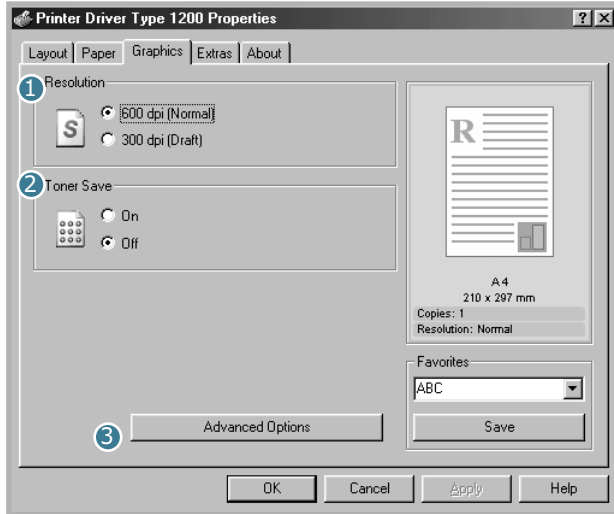 Printer Driver Type 1200 Properties
Layout Paper Graphics Extras About
1
Resolution
S
600 dpi (Normal)
300 dpi (Draft)
2
Toner Save
On
Off
R
A4
210 x 297 mm
Copies: 1
Resolution: Normal
Favorites
ABC
Save
3
Advanced Options
OK Cancel Apply Help